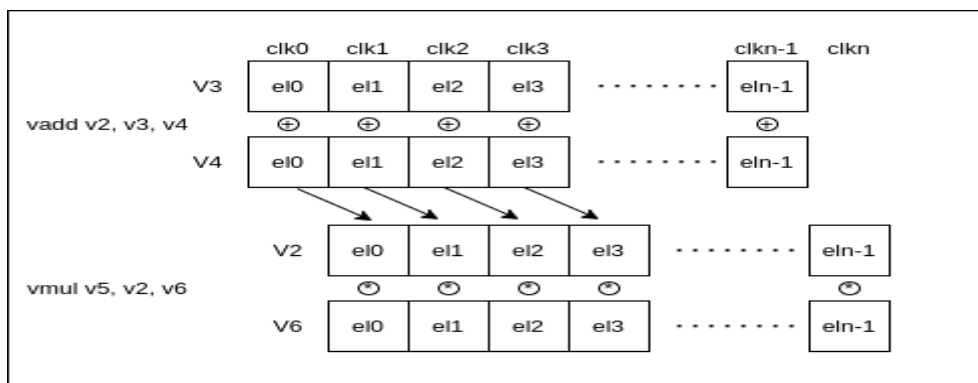 clk0 clk1 clk2 clk3 clkn-1 clkn
V3 el0 el1 el2 el3 eln-1
vadd v2, v3, v4
V4 el0 el1 el2 el3 eln-1
V2 el0 el1 el2 el3 eln-1
vmul v5, v2, v6
V6 el0 el1 el2 el3 eln-1